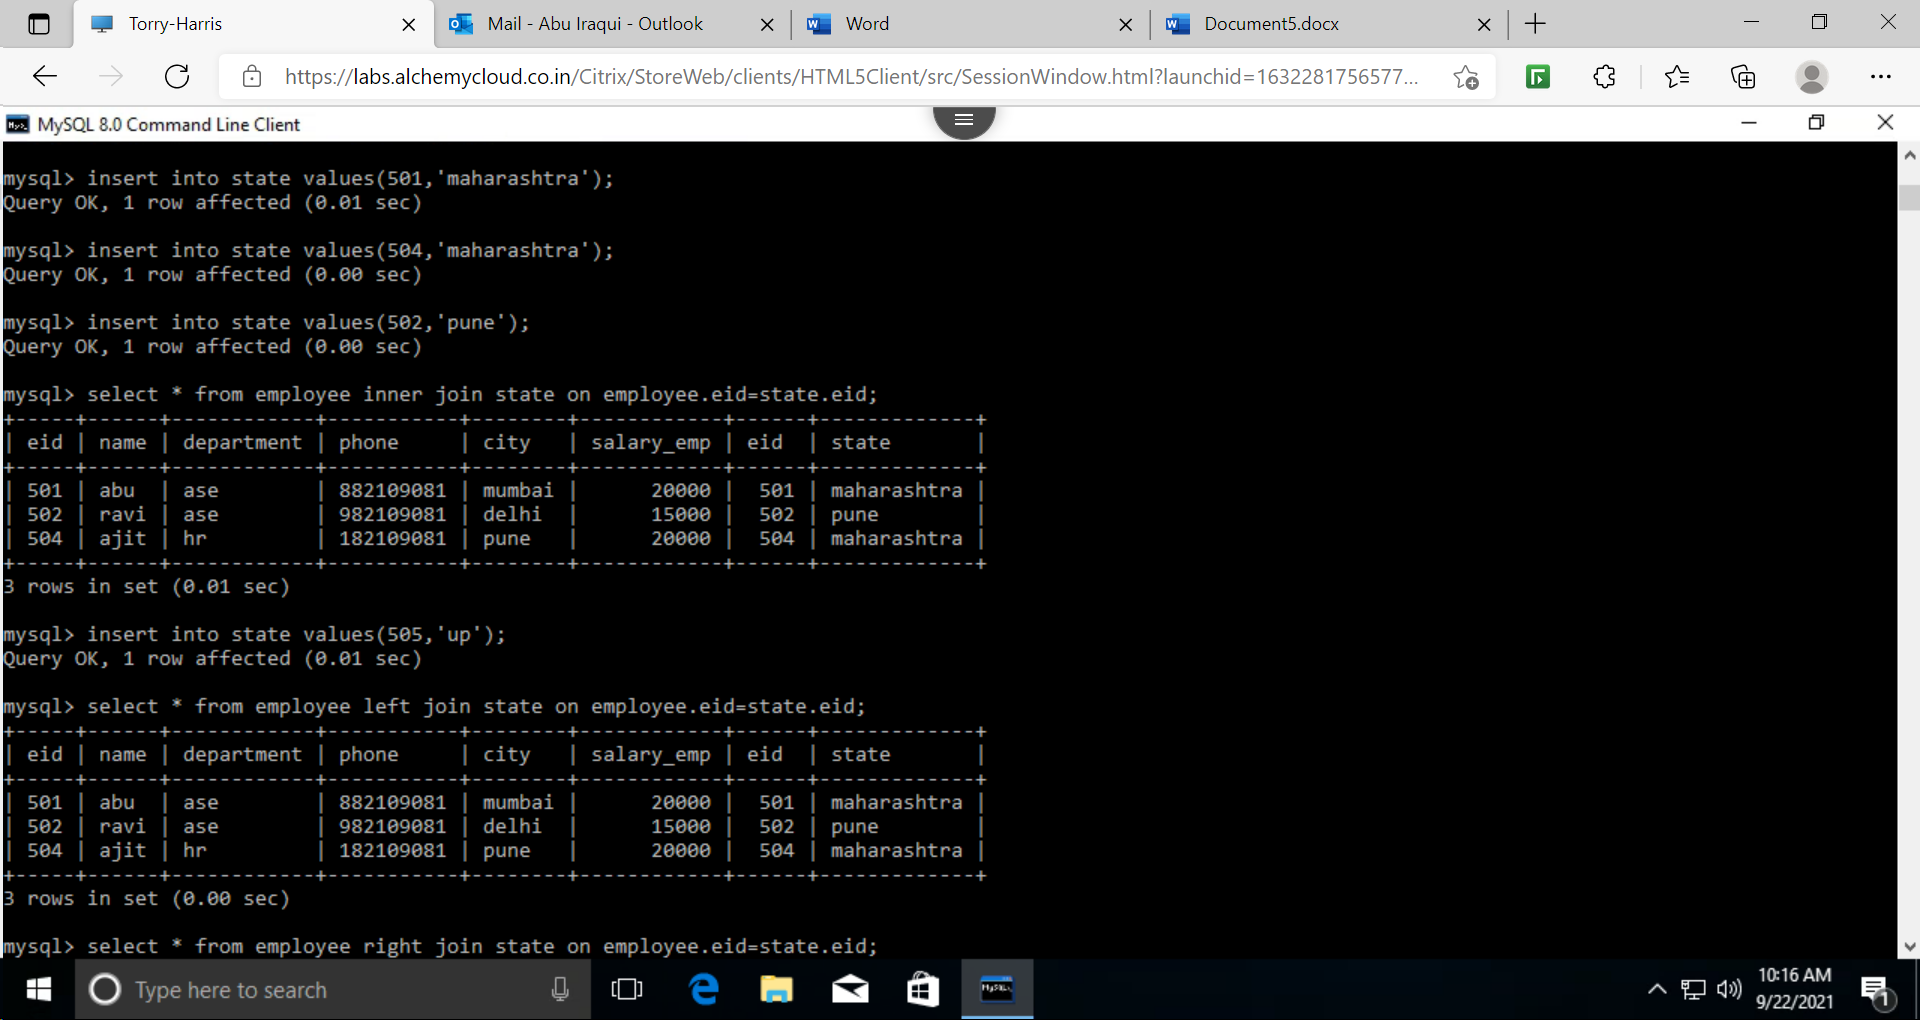 Torry-Harris
Mail - Abu Iraqui - Outlook
Word
Document5.docx
https://labs.alchemycloud.co.in/Citrix/StoreWeb/clients/HTML5Client/src/SessionWindow.html?launchid=1632281756577...
MySQL 8.0 Command Line Client
mysql> insert into state values(501,'maharashtra');
Query OK, 1 row affected (0.01 sec)
mysql> insert into state values(504,'maharashtra');
Query OK, 1 row affected (0.00 sec)
mysql> insert into state values(502,'pune');
Query OK, 1 row affected (0.00 sec)
mysql> select * from employee inner join state on employee.eid=state.eid;
+-----+------+------------+-----------+--------+------------+------+-------------+
| eid | name | department | phone     | city   | salary_emp | eid  | state       |
+-----+------+------------+-----------+--------+------------+------+-------------+
| 501 | abu  | ase        | 882109081 | mumbai |      20000 |  501 | maharashtra |
| 502 | ravi | ase        | 982109081 | delhi  |      15000 |  502 | pune        |
| 504 | ajit | hr         | 182109081 | pune   |      20000 |  504 | maharashtra |
+-----+------+------------+-----------+--------+------------+------+-------------+
3 rows in set (0.01 sec)
mysql> insert into state values(505,'up');
Query OK, 1 row affected (0.01 sec)
mysql> select * from employee left join state on employee.eid=state.eid;
+-----+------+------------+-----------+--------+------------+------+-------------+
| eid | name | department | phone     | city   | salary_emp | eid  | state       |
+-----+------+------------+-----------+--------+------------+------+-------------+
| 501 | abu  | ase        | 882109081 | mumbai |      20000 |  501 | maharashtra |
| 502 | ravi | ase        | 982109081 | delhi  |      15000 |  502 | pune        |
| 504 | ajit | hr         | 182109081 | pune   |      20000 |  504 | maharashtra |
+-----+------+------------+-----------+--------+------------+------+-------------+
3 rows in set (0.00 sec)
mysql> select * from employee right join state on employee.eid=state.eid;
Type here to search
10:16 AM
9/22/2021
1